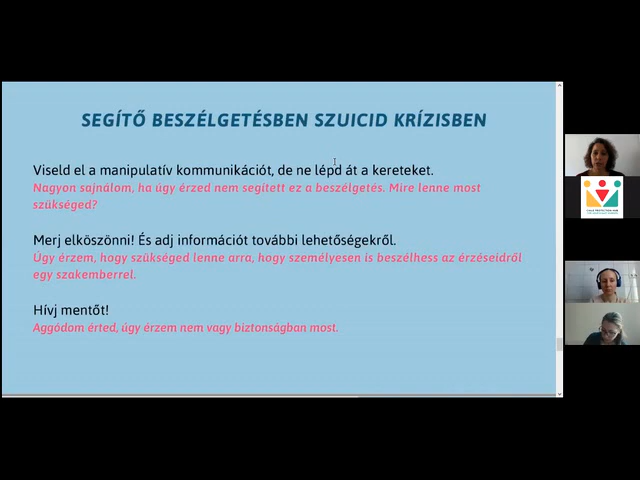 SEGÍTŐ BESZÉLGETÉSBEN SZUICID KRÍZISBEN
Viseld el a manipulatív kommunikációt, de ne lépd át a kereteket.
Nagyon sajnálom, ha úgy érzed nem segített ez a beszélgetés. Mire lenne most
szükséged?
Merj elköszönni! És adj információt további lehetőségekről.
Úgy érzem, hogy szükséged lenne arra, hogy személyesen is beszélhess az érzéseidről
egy szakemberrel.
Hívj mentőt!
Aggódom érted, úgy érzem nem vagy biztonságban most.